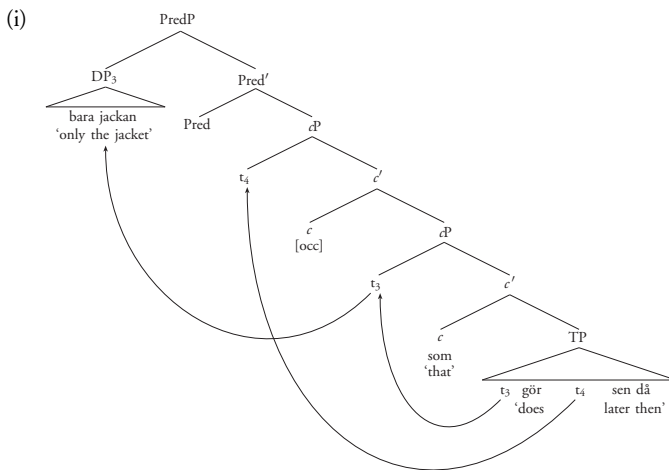 (i)
PredP
DP₃
Pred′
bara jackan
‘only the jacket’
Pred
cP
t₄
c′
c
[occ]
cP
t₃
c′
c
som
‘that’
TP
t₃ gör t₄ sen då
‘does later then’